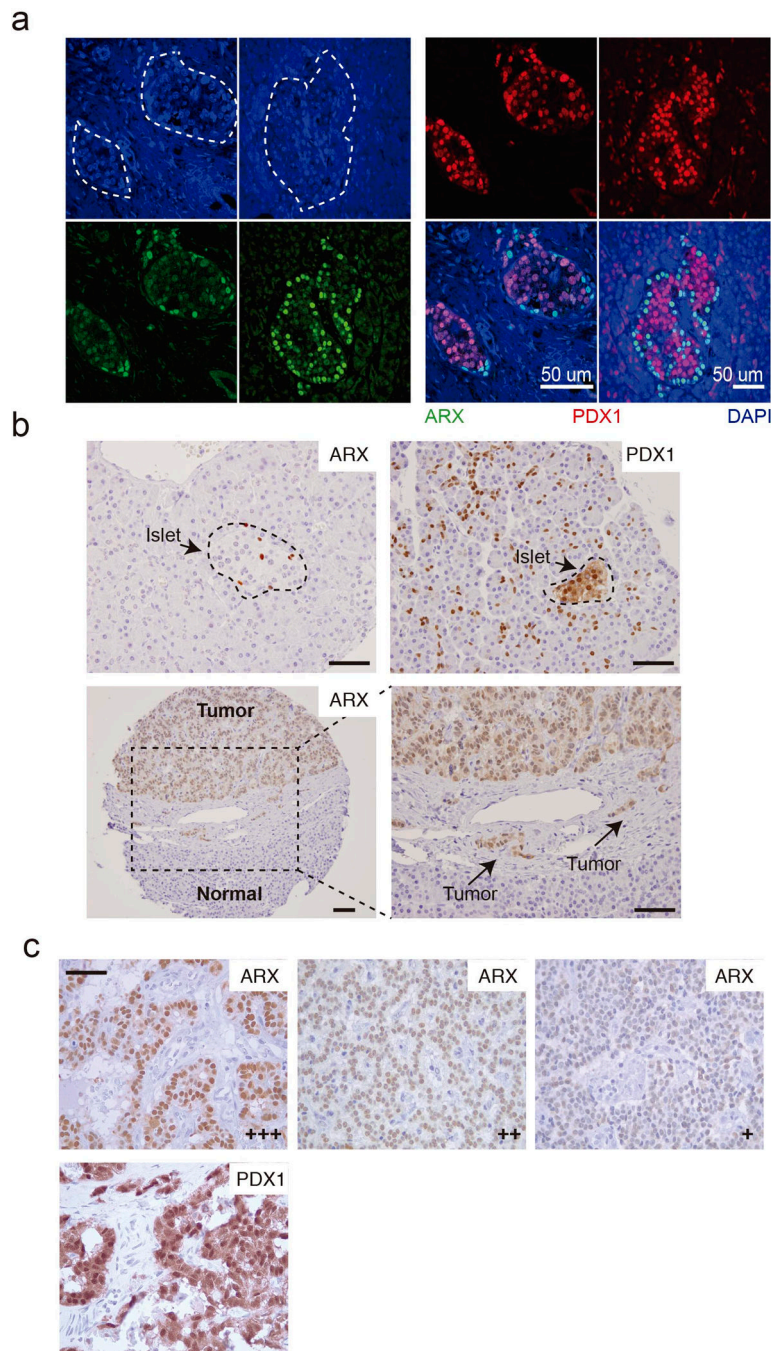 a
50 um
50 um
ARX
PDX1
DAPI
b
ARX
Islet
PDX1
Islet
ARX
Tumor
Normal
Tumor
Tumor
c
ARX
+++
ARX
++
ARX
+
PDX1